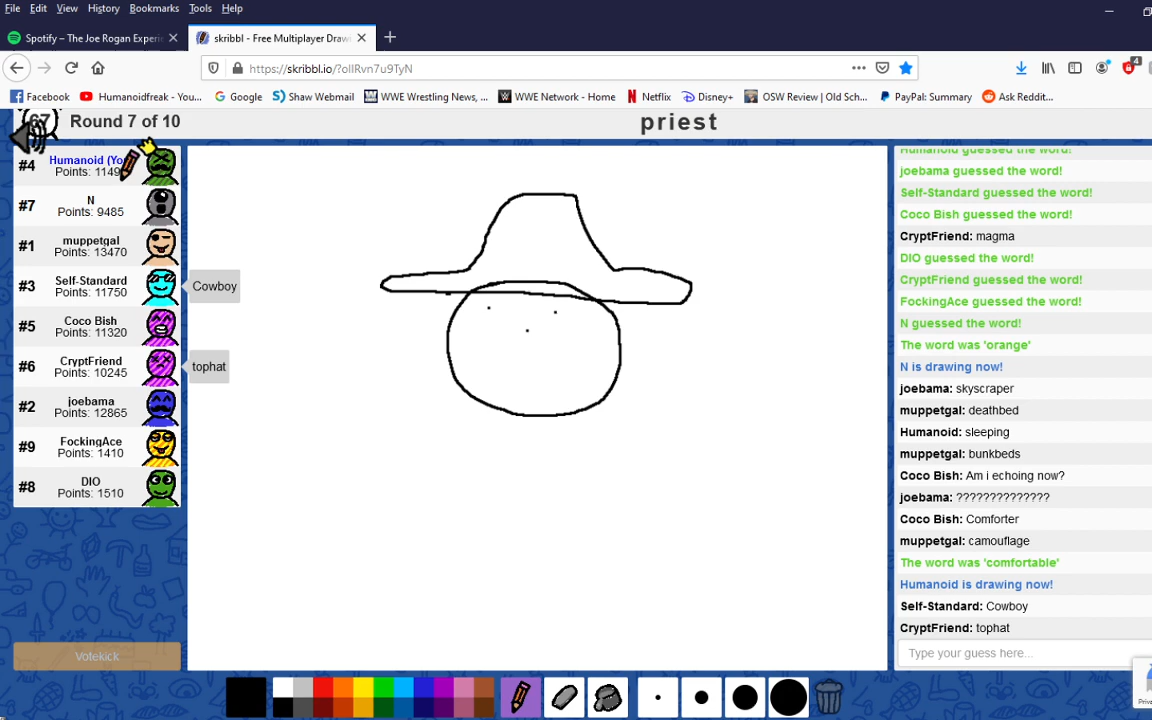 File Edit View History Bookmarks Tools Help
Spotify – The Joe Rogan Experi
skribbl - Free Multiplayer Draw
https://skribbl.io/?olIRvn7u9TyN
Facebook Humanoidfreak - You... Google Shaw Webmail WWE Wrestling News, ... WWE Network - Home Netflix Disney+ OSW Review | Old Sch... PayPal: Summary Ask Reddit...
67 Round 7 of 10 priest
#4 Humanoid (Yo
Points: 1149
#7 N
Points: 9485
#1 muppetgal
Points: 13470
#3 Self-Standard
Points: 11750
Cowboy
#5 Coco Bish
Points: 11320
#6 CryptFriend
Points: 10245
tophat
#2 joebama
Points: 12865
#9 FockingAce
Points: 1410
#8 DIO
Points: 1510
Votekick
Humanoid guessed the word!
joebama guessed the word!
Self-Standard guessed the word!
Coco Bish guessed the word!
CryptFriend: magma
DIO guessed the word!
CryptFriend guessed the word!
FockingAce guessed the word!
N guessed the word!
The word was 'orange'
N is drawing now!
joebama: skyscraper
muppetgal: deathbed
Humanoid: sleeping
muppetgal: bunkbeds
Coco Bish: Am i echoing now?
joebama: ??????????????
Coco Bish: Comforter
muppetgal: camouflage
The word was 'comfortable'
Humanoid is drawing now!
Self-Standard: Cowboy
CryptFriend: tophat
Type your guess here...